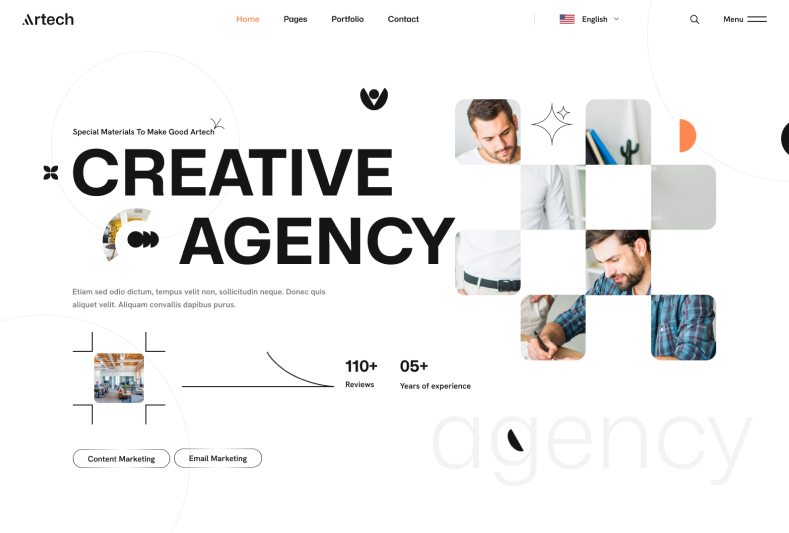 Artech
Home Pages Portfolio Contact
English
Menu
Special Materials To Make Good Artech
CREATIVE
AGENCY
Etiam sed odio dictum, tempus velit non, sollicitudin neque. Donec quis
aliquet velit. Aliquam convallis dapibus purus.
110+ 05+
Reviews Years of experience
agency
Content Marketing Email Marketing